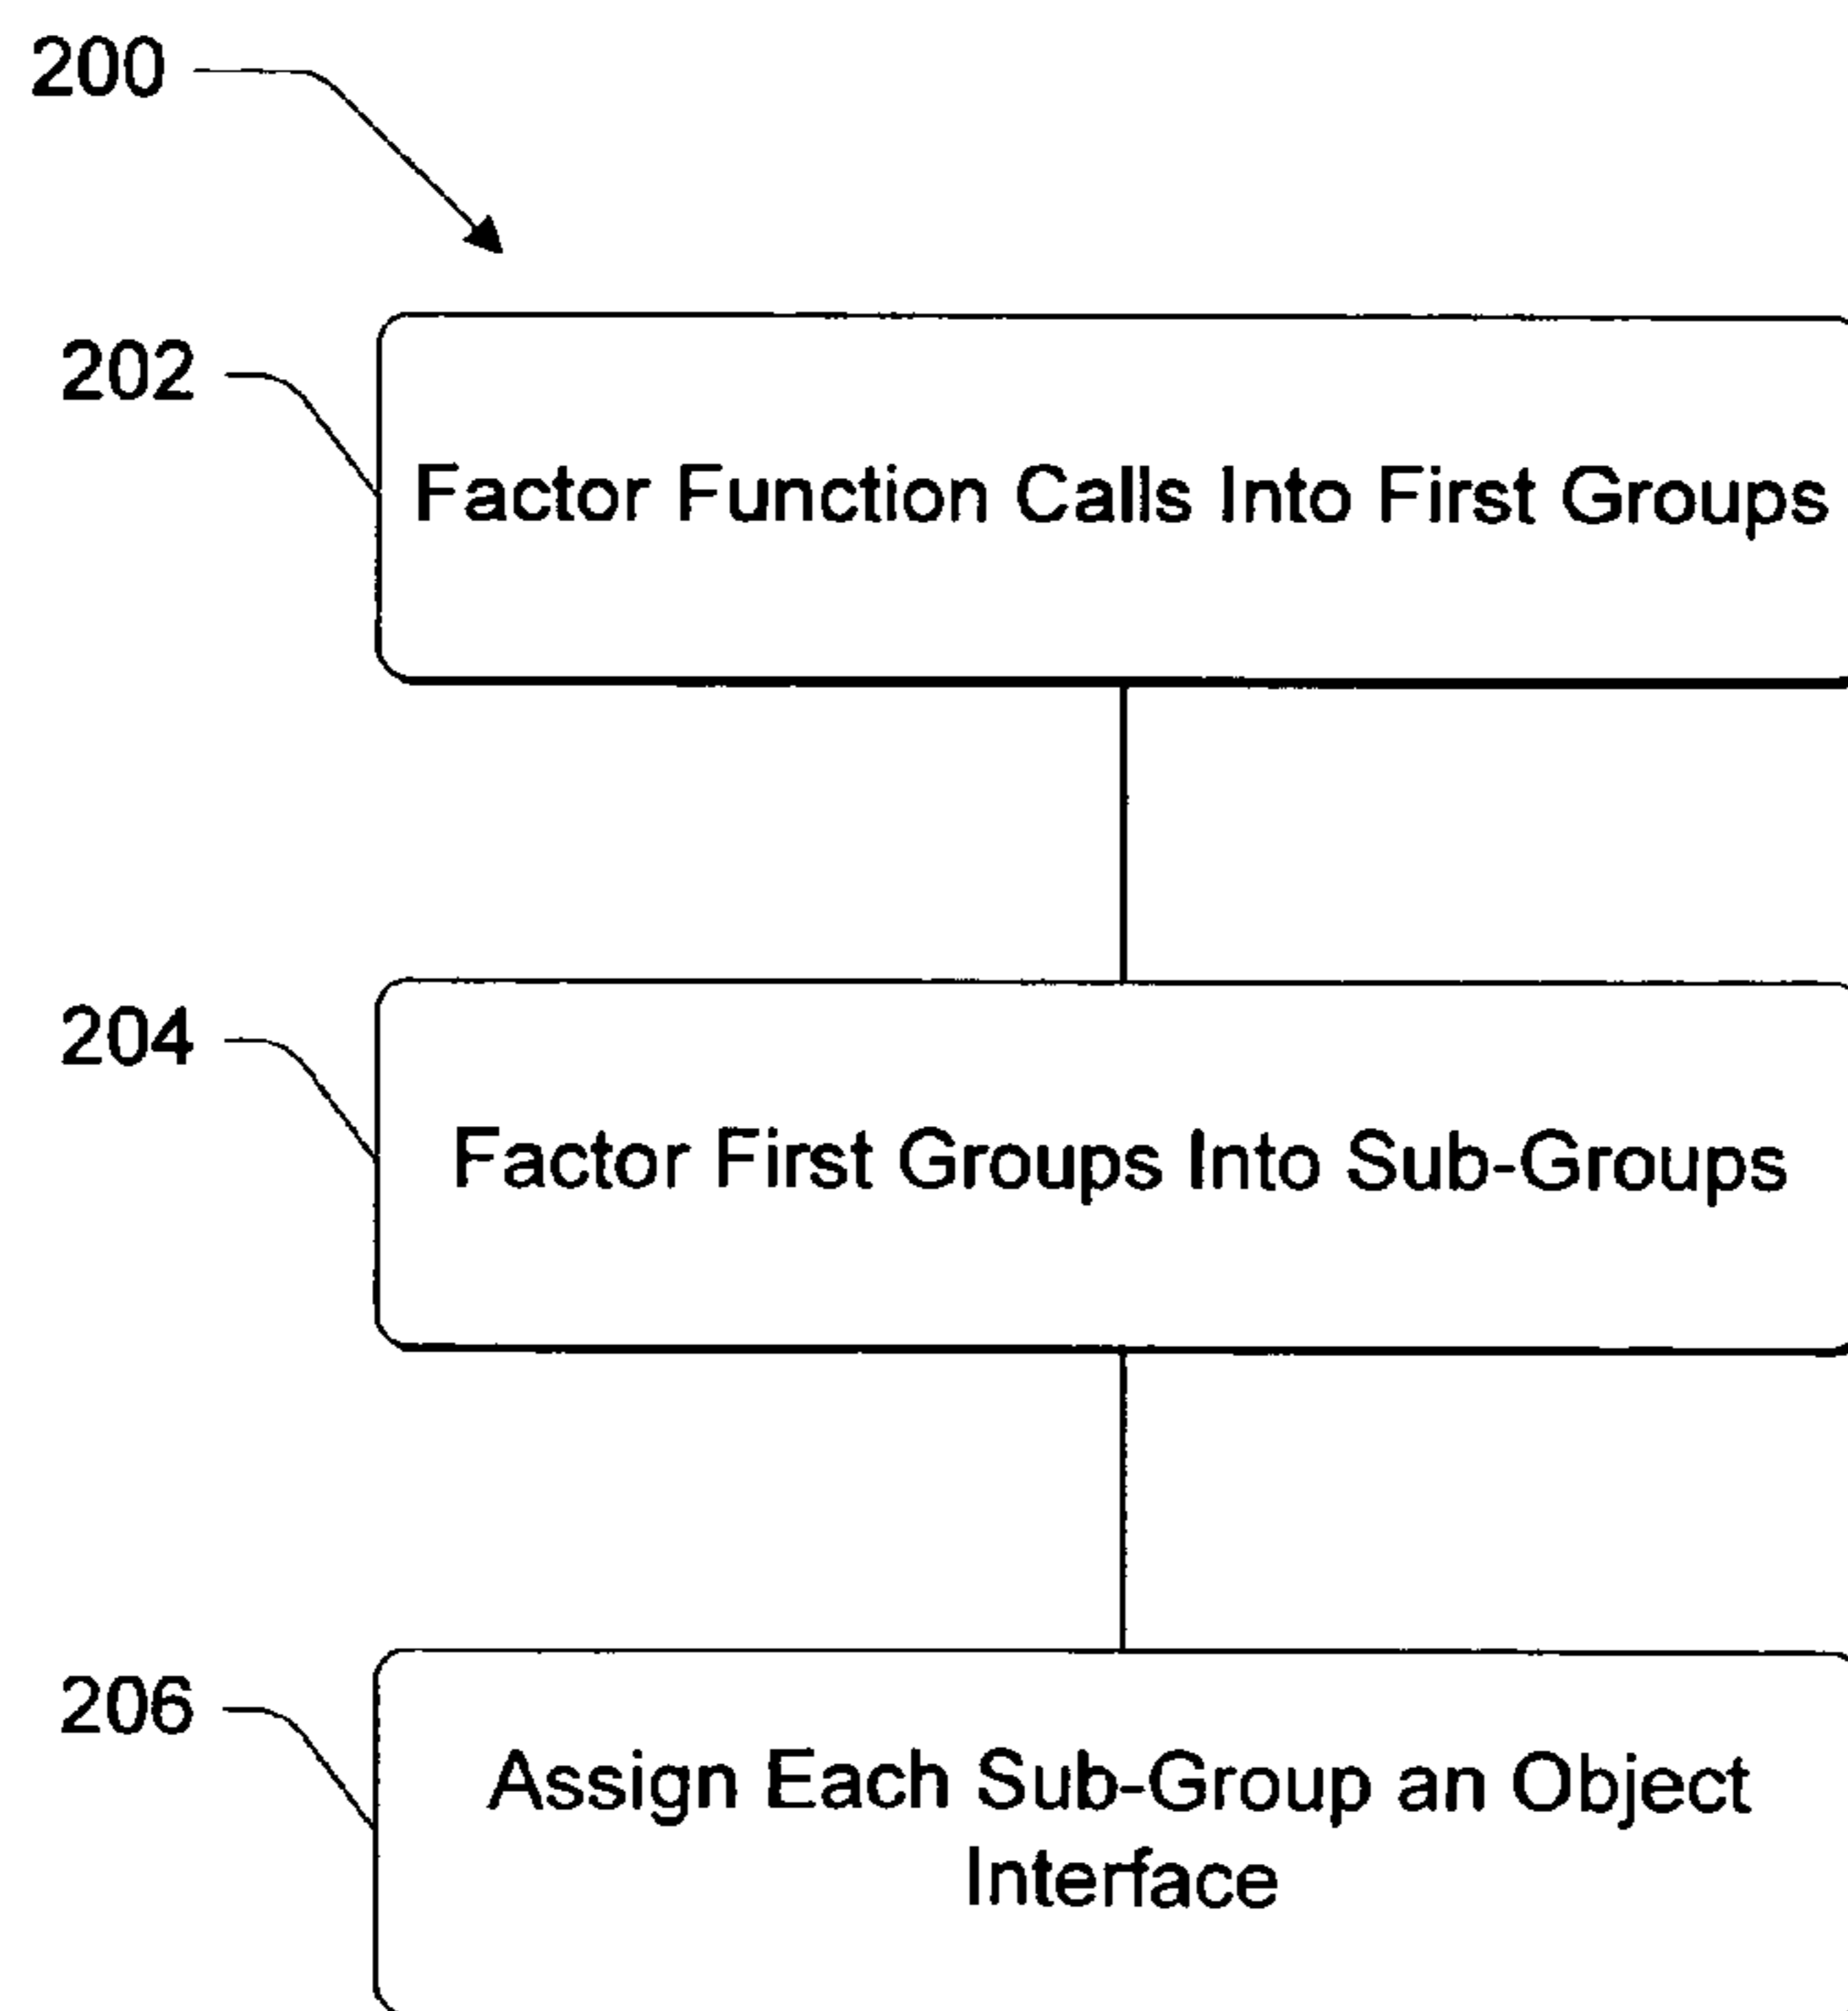 200
202
Factor Function Calls Into First Groups
204
Factor First Groups Into Sub-Groups
206
Assign Each Sub-Group an Object
Interface